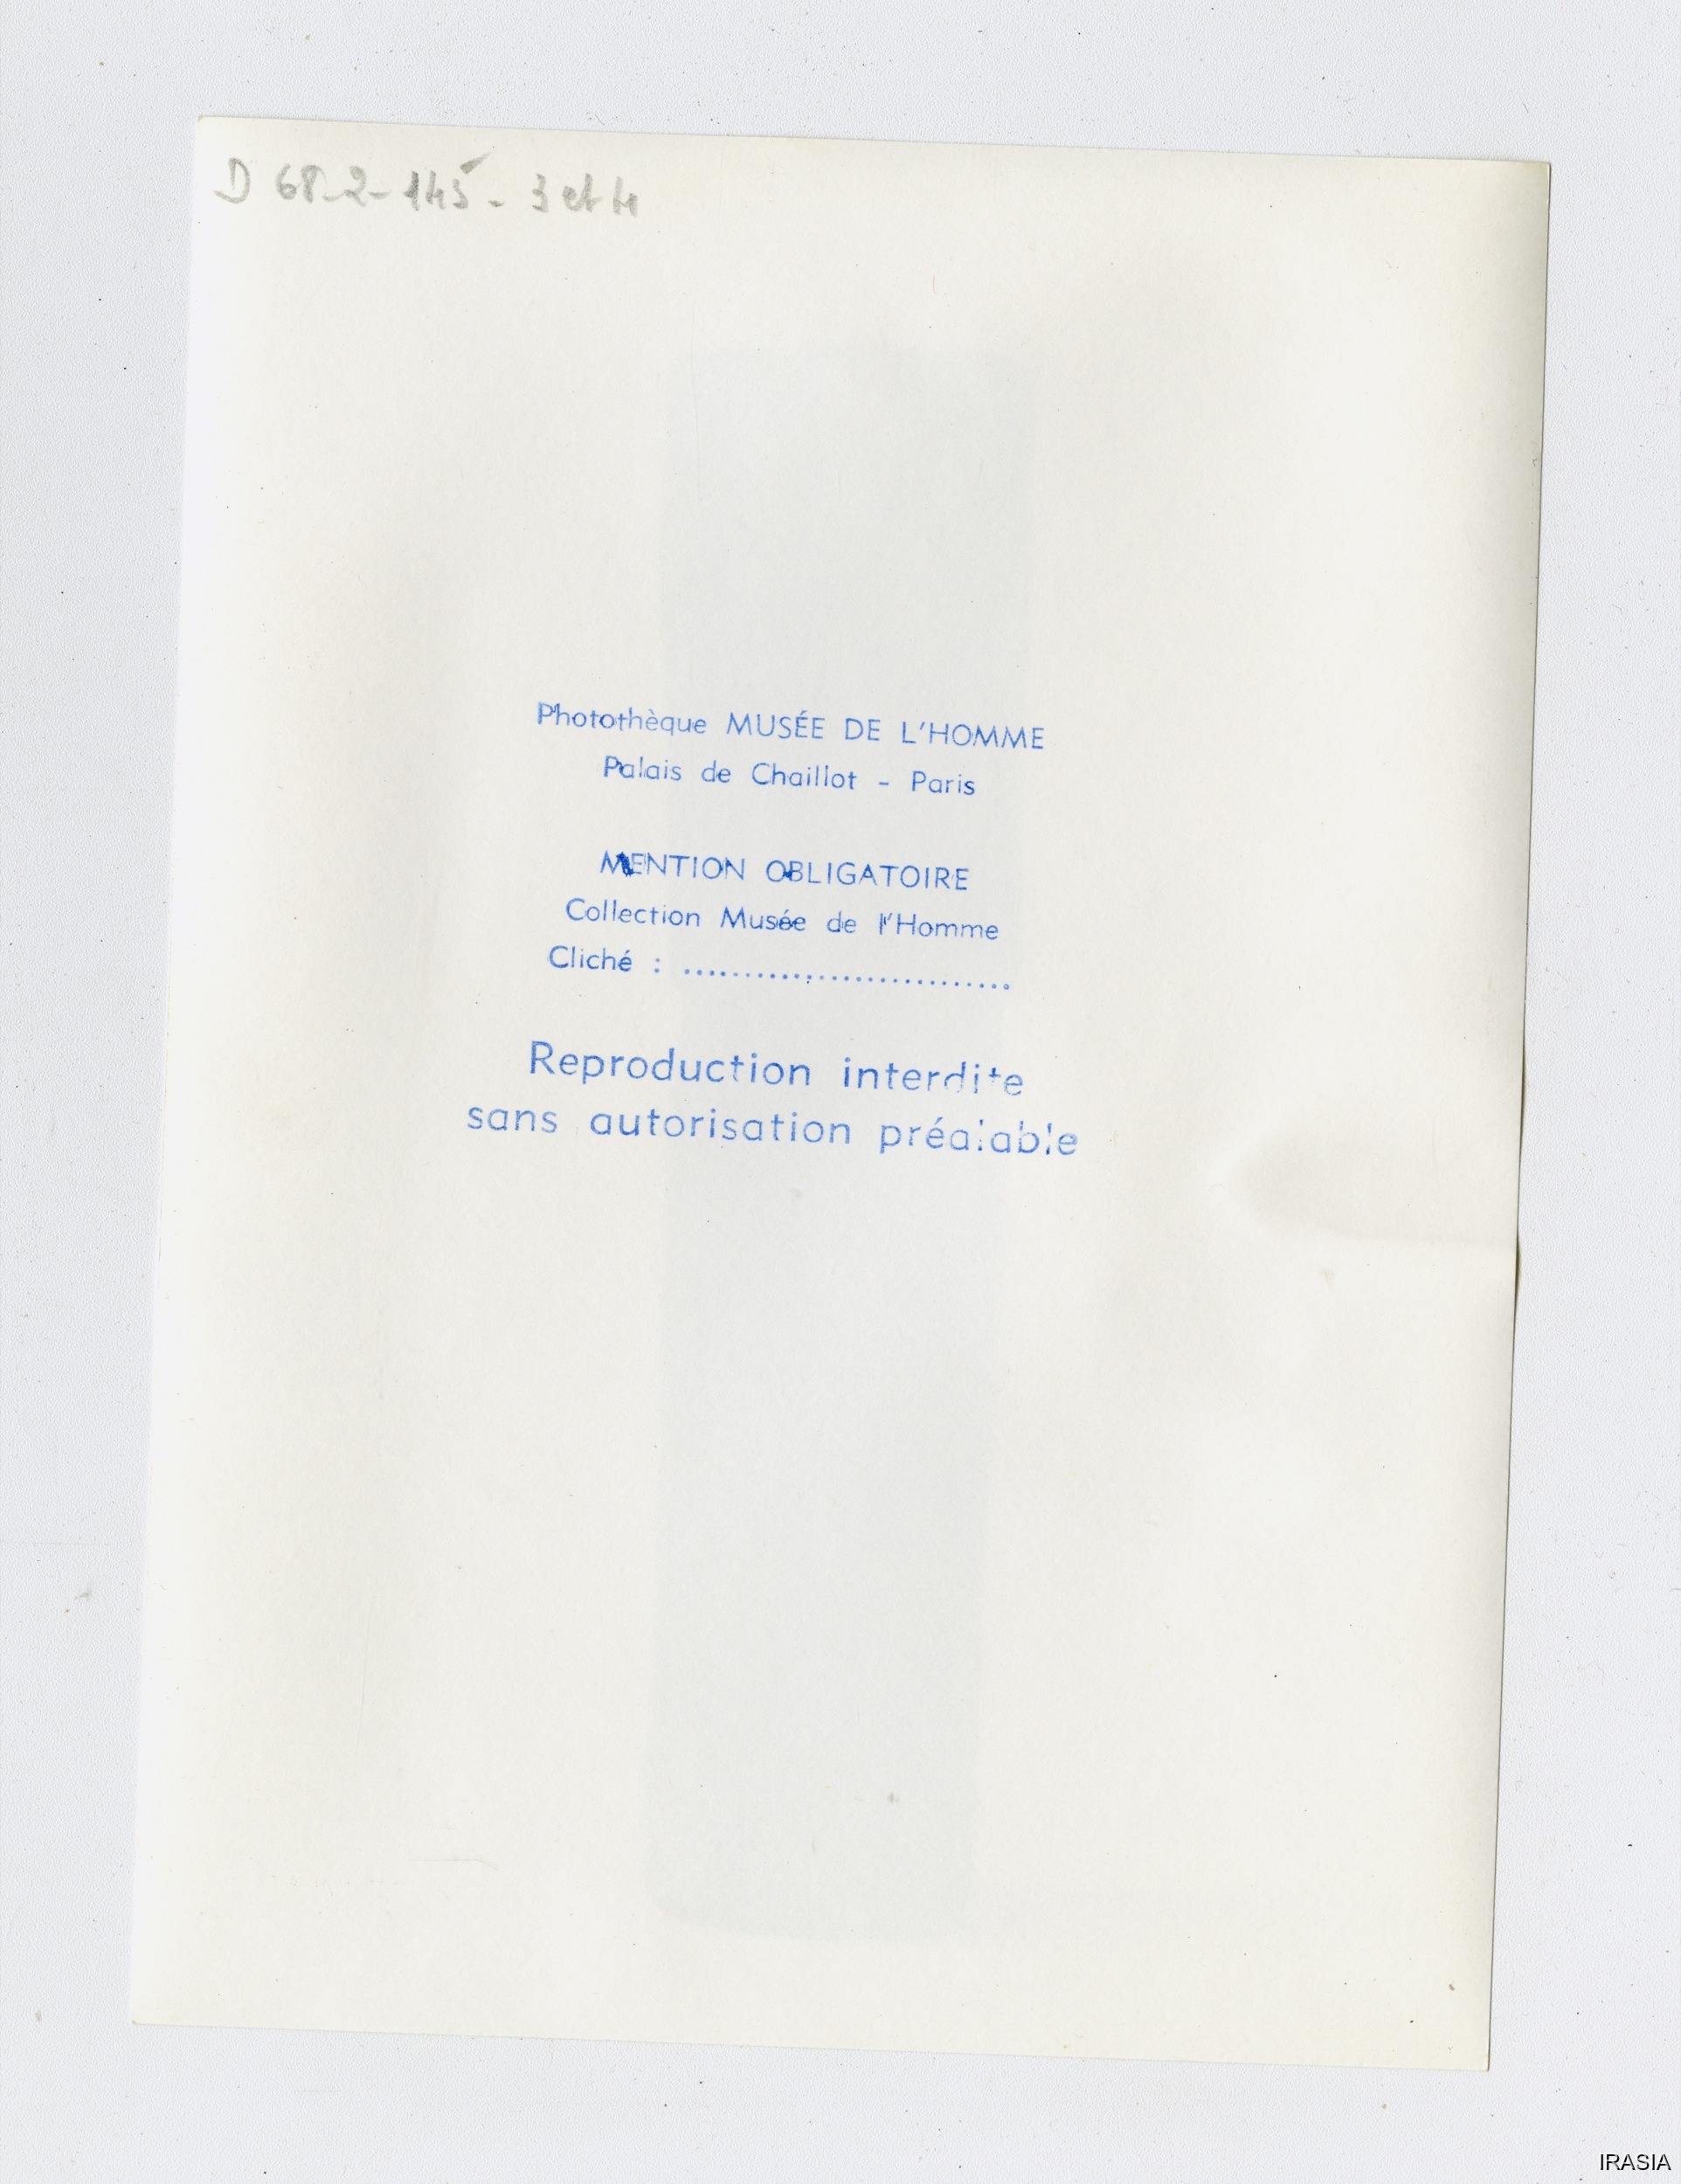 D 68-2-145- 3 et 4
Photothèque MUSÉE DE L'HOMME
Palais de Chaillot - Paris
MENTION OBLIGATOIRE
Collection Musée de l'Homme
Cliché : ...........................
Reproduction interdite
sans autorisation préalable
IRASIA